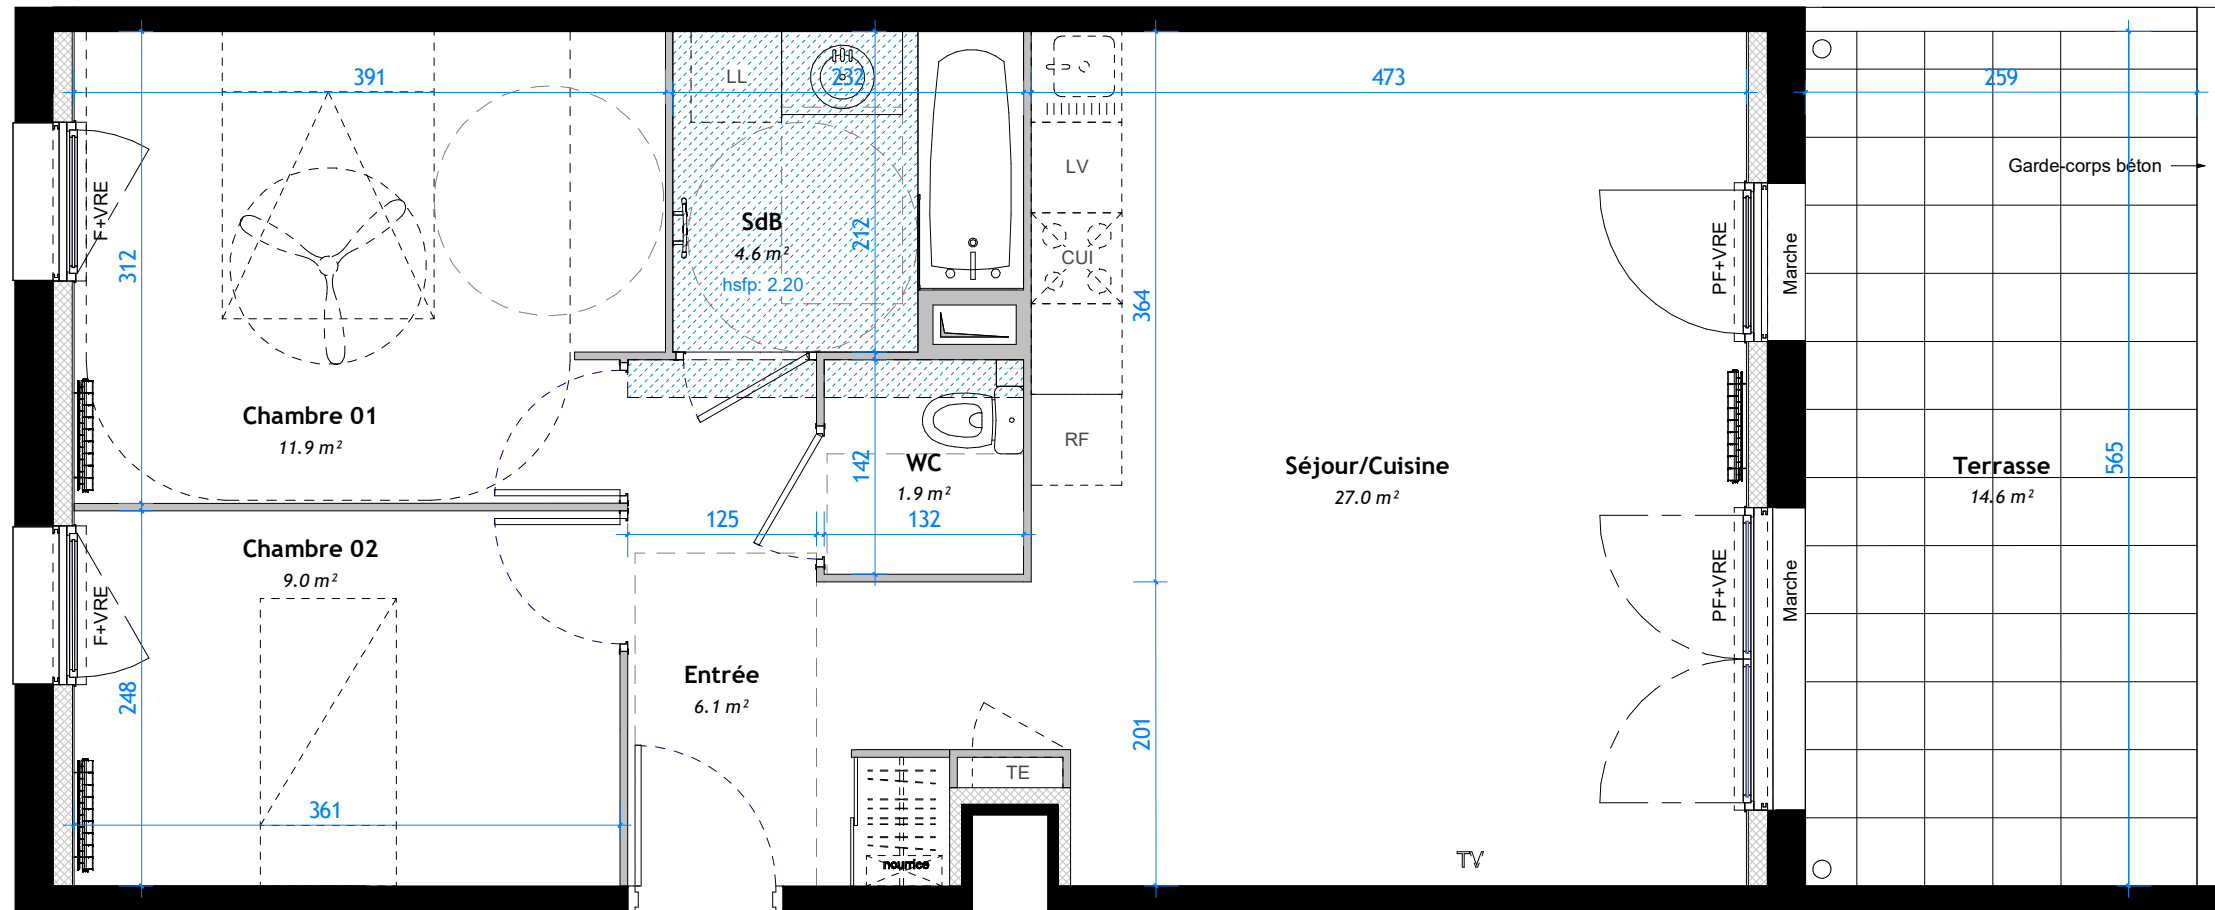 391
LL
232
473
259
F+VRE
312
SdB
4.6 m²
hsfp: 2.20
212
LV
CUI
364
PF+VRE
Marche
Garde-corps béton
Chambre 01
11.9 m²
142
WC
1.9 m²
RF
Séjour/Cuisine
27.0 m²
Terrasse
14.6 m²
565
125
132
Chambre 02
9.0 m²
F+VRE
248
PF+VRE
Marche
Entrée
6.1 m²
201
TE
361
nourrice
TV